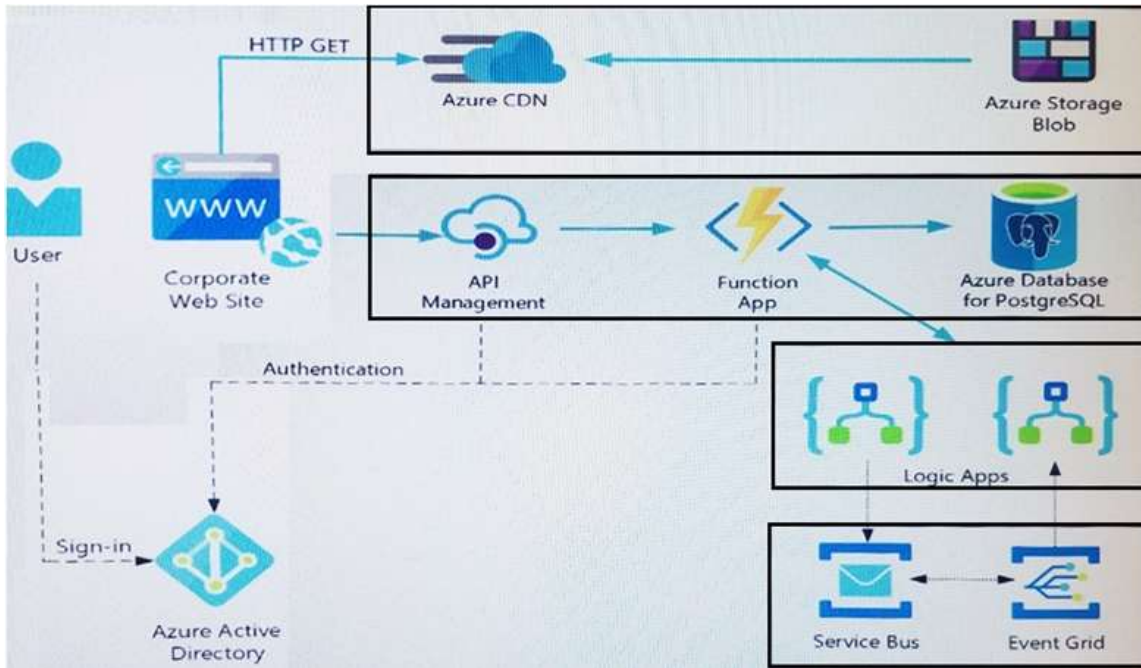 HTTP GET
Azure CDN
Azure Storage
Blob
User
www
Corporate
Web Site
API
Management
Function
App
Azure Database
for PostgreSQL
Authentication
Logic Apps
Sign-in
Azure Active
Directory
Service Bus
Event Grid